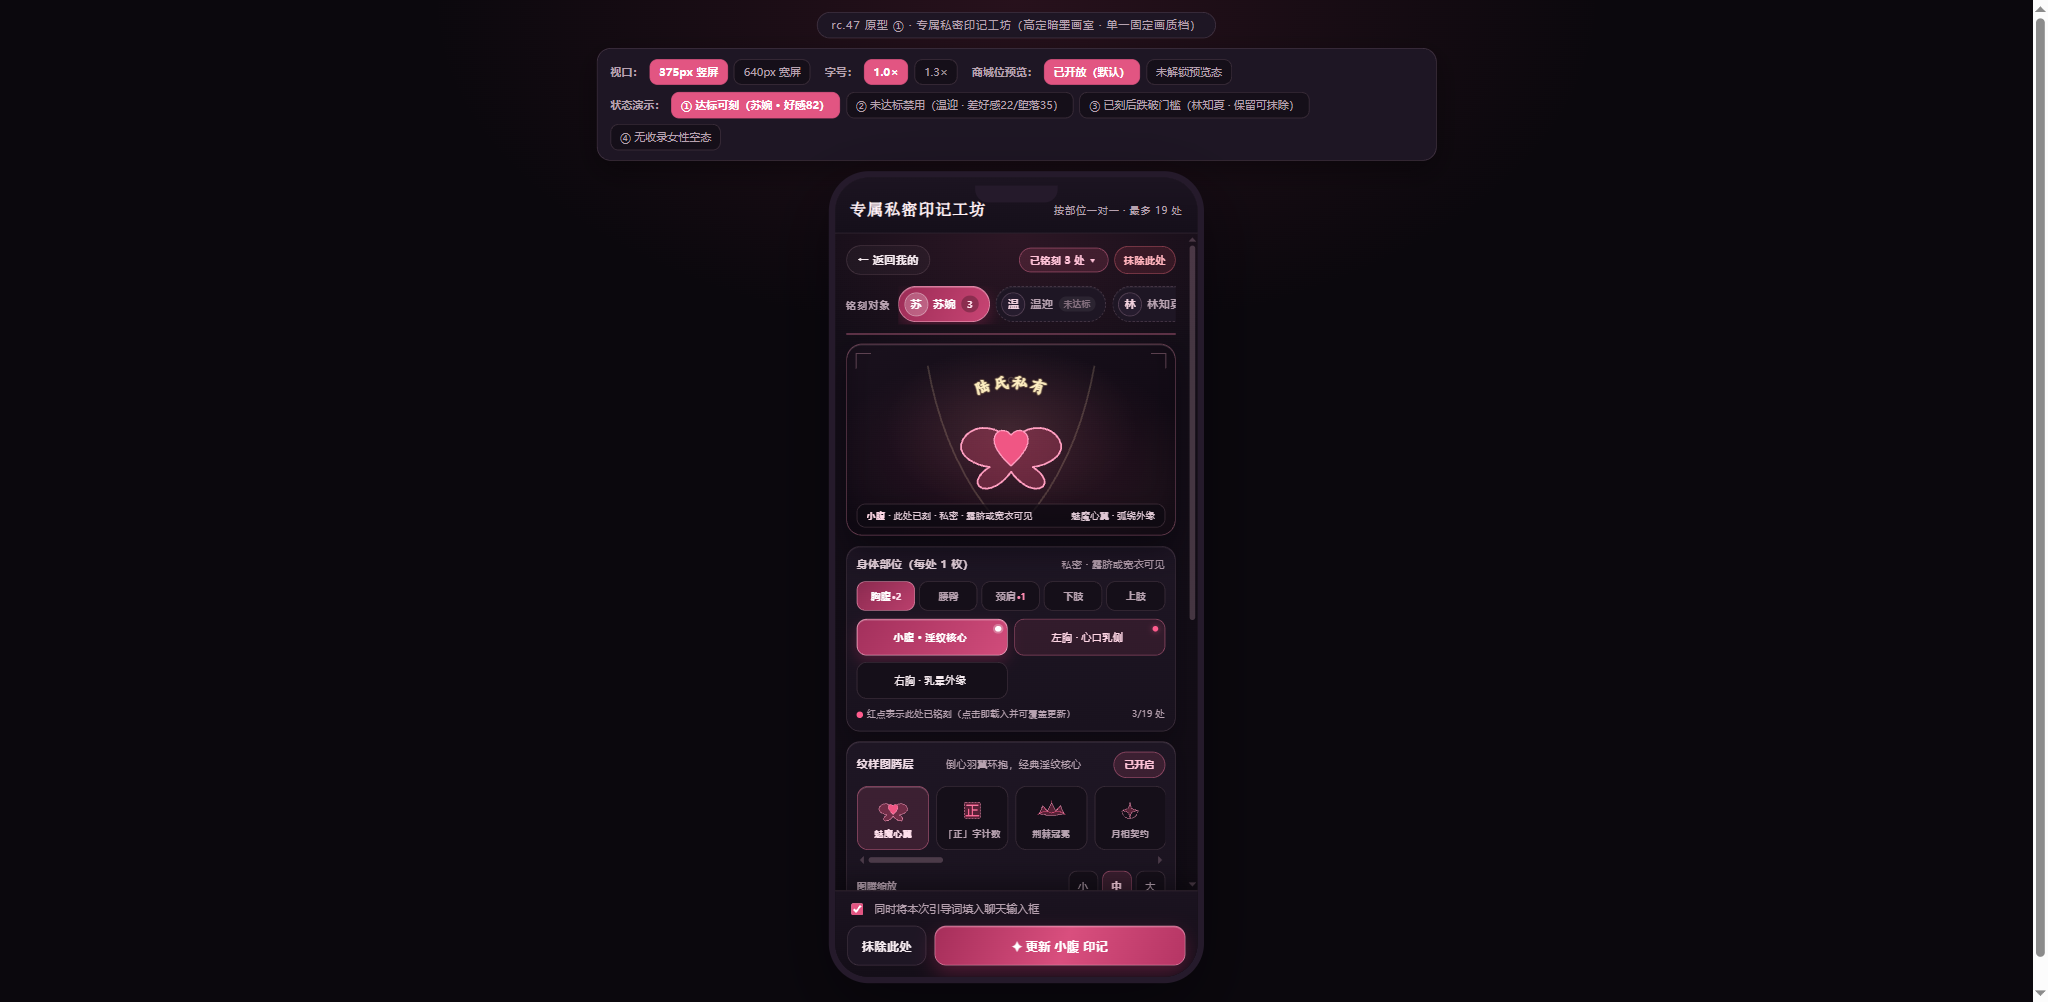 rc.47 原型 ① · 专属私密印记工坊（高定暗墨画室 · 单一固定画质档）
视口： 375px 竖屏 640px 宽屏 字号： 1.0× 1.3× 商城位预览： 已开放（默认） 未解锁预览态
状态演示： ① 达标可刻（苏婉 · 好感82） ② 未达标禁用（温迎 · 差好感22/堕落35） ③ 已刻后跌破门槛（林知夏 · 保留可抹除）
④ 无收录女性空态
专属私密印记工坊 按部位一对一 · 最多 19 处
← 返回我的 已铭刻 3 处 ▾ 抹除此处
铭刻对象 苏 苏婉 3 温 温迎 未达标 林 林知夏
陆氏私有
小腹 · 此处已刻 · 私密 · 露脐或宽衣可见 魅魔心翼 · 弧绕外缘
身体部位（每处 1 枚） 私密 · 露脐或宽衣可见
胸腹•2 腰臀 颈肩•1 下肢 上肢
小腹 · 淫纹核心 左胸 · 心口乳侧
右胸 · 乳晕外缘
红点表示此处已铭刻（点击即载入并可覆盖更新） 3/19 处
纹样图腾层 倒心羽翼环抱，经典淫纹核心 已开启
魅魔心翼 正 「正」字计数 荆棘冠冕 月相契约
图腾缩放 小 中 大
同时将本次引导词填入聊天输入框
抹除此处 ✦ 更新 小腹 印记